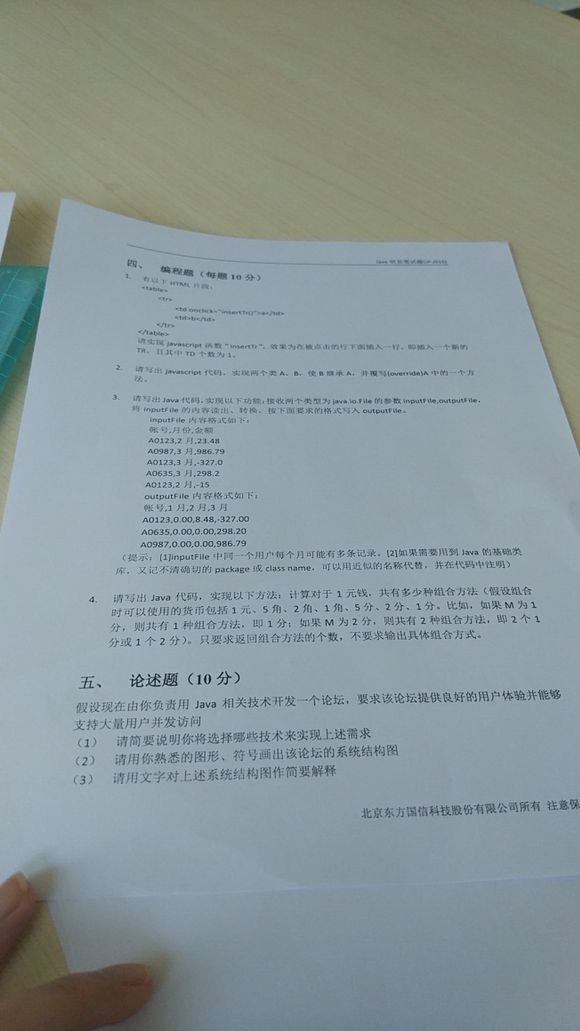 Java 研发笔试题
四、 编程题（每题 10 分）
1. 有以下 HTML 片段：
<table>
<tr>
<td onclick="insertTr()">a</td>
<td>b</td>
</tr>
</table>
请实现 javascript 函数 "insertTr"，效果为在被点击的行下面插入一行，即插入一个新的
TR，且其中 TD 个数为 1。
2. 请写出 javascript 代码，实现两个类 A、B，使 B 继承 A，并覆写(override)A 中的一个方
法。
3. 请写出 Java 代码，实现以下功能：接收两个类型为 java.io.File 的参数 inputFile,outputFile，
将 inputFile 的内容读出、转换，按下面要求的格式写入 outputFile。
inputFile 内容格式如下：
帐号,月份,金额
A0123,2 月,23.48
A0987,3 月,986.79
A0123,3 月,-327.0
A0635,3 月,298.2
A0123,2 月,-15
outputFile 内容格式如下：
帐号,1 月,2 月,3 月
A0123,0.00,8.48,-327.00
A0635,0.00,0.00,298.20
A0987,0.00,0.00,986.79
（提示：[1]inputFile 中同一个用户每个月可能有多条记录。[2]如果需要用到 Java 的基础类
库，又记不清确切的 package 或 class name，可以用近似的名称代替，并在代码中注明）
4. 请写出 Java 代码，实现以下方法：计算对于 1 元钱，共有多少种组合方法（假设组合
时可以使用的货币包括 1 元、5 角、2 角、1 角、5 分、2 分、1 分。比如，如果 M 为 1
分，则共有 1 种组合方法，即 1 分；如果 M 为 2 分，则共有 2 种组合方法，即 2 个 1
分或 1 个 2 分）。只要求返回组合方法的个数，不要求输出具体组合方式。
五、 论述题（10 分）
假设现在由你负责用 Java 相关技术开发一个论坛，要求该论坛提供良好的用户体验并能够
支持大量用户并发访问
（1） 请简要说明你将选择哪些技术来实现上述需求
（2） 请用你熟悉的图形、符号画出该论坛的系统结构图
（3） 请用文字对上述系统结构图作简要解释
北京东方国信科技股份有限公司所有 注意保